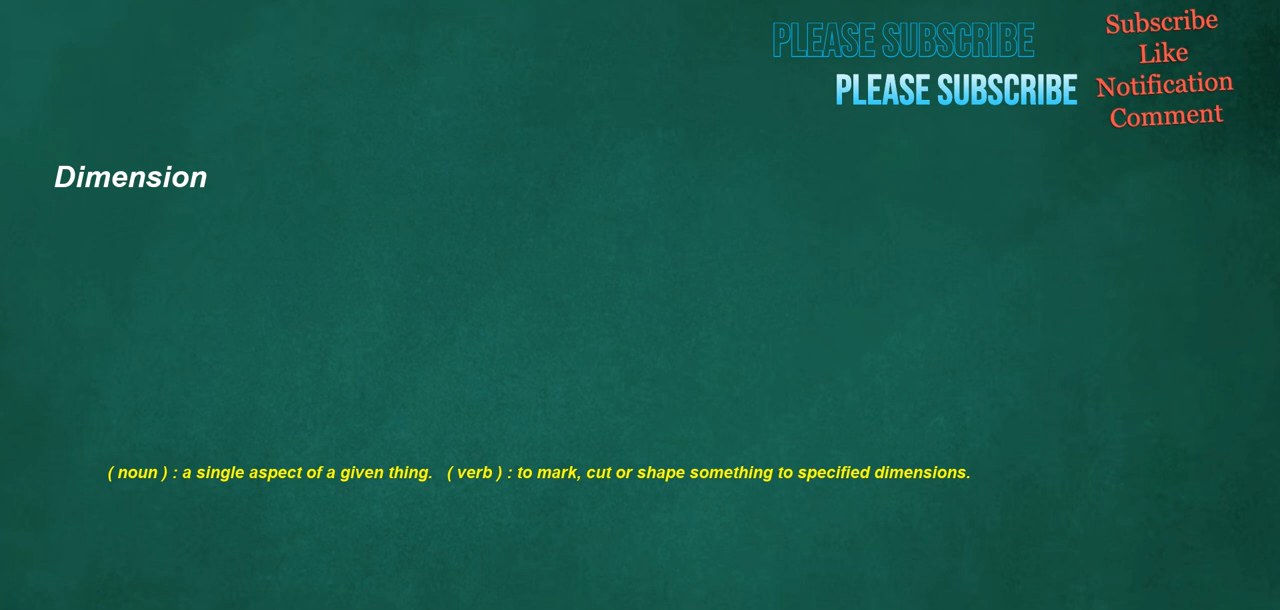 PLEASE SUBSCRIBE
PLEASE SUBSCRIBE
Subscribe
Like
Notification
Comment
Dimension
( noun ) : a single aspect of a given thing.   ( verb ) : to mark, cut or shape something to specified dimensions.